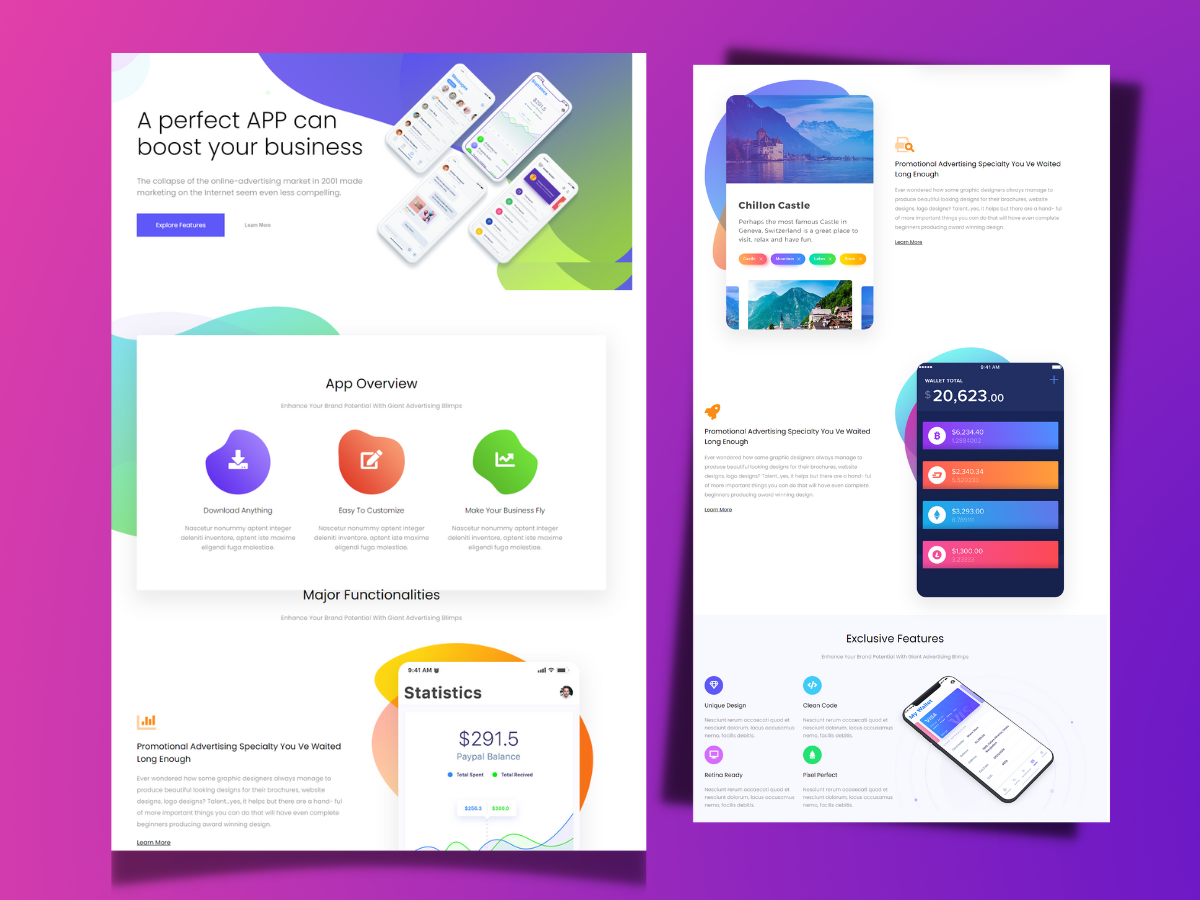 A perfect APP can
boost your business
The collapse of the online-advertising market in 2001 made
marketing on the Internet seem even less compelling.
Explore Features
Learn More
Statistics
$291.5
App Overview
Enhance Your Brand Potential With Giant Advertising Blimps
Download Anything
Easy To Customize
Make Your Business Fly
Nascetur nonummy aptent integer
deleniti inventore, aptent iste maxime
eligendi fuga molestiae.
Nascetur nonummy aptent integer
deleniti inventore, aptent iste maxime
eligendi fuga molestiae.
Nascetur nonummy aptent integer
deleniti inventore, aptent iste maxime
eligendi fuga molestiae.
Major Functionalities
Enhance Your Brand Potential With Giant Advertising Blimps
Promotional Advertising Specialty You Ve Waited
Long Enough
Ever wondered how some graphic designers always manage to
produce beautiful looking designs for their brochures, website
designs, logo designs? Talent...yes, it helps but there are a hand- ful
of more important things you can do that will have even complete
beginners producing award winning design.
Learn More
9:41 AM
Statistics
$291.5
Paypal Balance
Total Spent
Total Recived
$250.3
$300.0
Chillon Castle
Perhaps the most famous Castle in
Geneva, Switzerland is a great place to
visit, relax and have fun.
Castle
Mountain
Lakes
Promotional Advertising Specialty You Ve Waited
Long Enough
Ever wondered how some graphic designers always manage to
produce beautiful looking designs for their brochures, website
designs, logo designs? Talent...yes, it helps but there are a hand- ful
of more important things you can do that will have even complete
beginners producing award winning design.
Learn More
Promotional Advertising Specialty You Ve Waited
Long Enough
Ever wondered how some graphic designers always manage to
produce beautiful looking designs for their brochures, website
designs, logo designs? Talent...yes, it helps but there are a hand- ful
of more important things you can do that will have even complete
beginners producing award winning design.
Learn More
9:41 AM
WALLET TOTAL
$20,623.00
$6,234.40
$2,340.34
$3,293.00
$1,300.00
Exclusive Features
Enhance Your Brand Potential With Giant Advertising Blimps
Unique Design
Clean Code
Nesciunt rerum accaecati quod et
nesciunt dolorum, lacus accusamus
nemo, facilis debitis.
Nesciunt rerum accaecati quod et
nesciunt dolorum, lacus accusamus
nemo, facilis debitis.
Retina Ready
Pixel Perfect
Nesciunt rerum accaecati quod et
nesciunt dolorum, lacus accusamus
nemo, facilis debitis.
Nesciunt rerum accaecati quod et
nesciunt dolorum, lacus accusamus
nemo, facilis debitis.
My Wallet
VISA